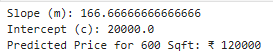 Slope (m): 166.66666666666666
Intercept (c): 20000.0
Predicted Price for 600 Sqft: ₹ 120000